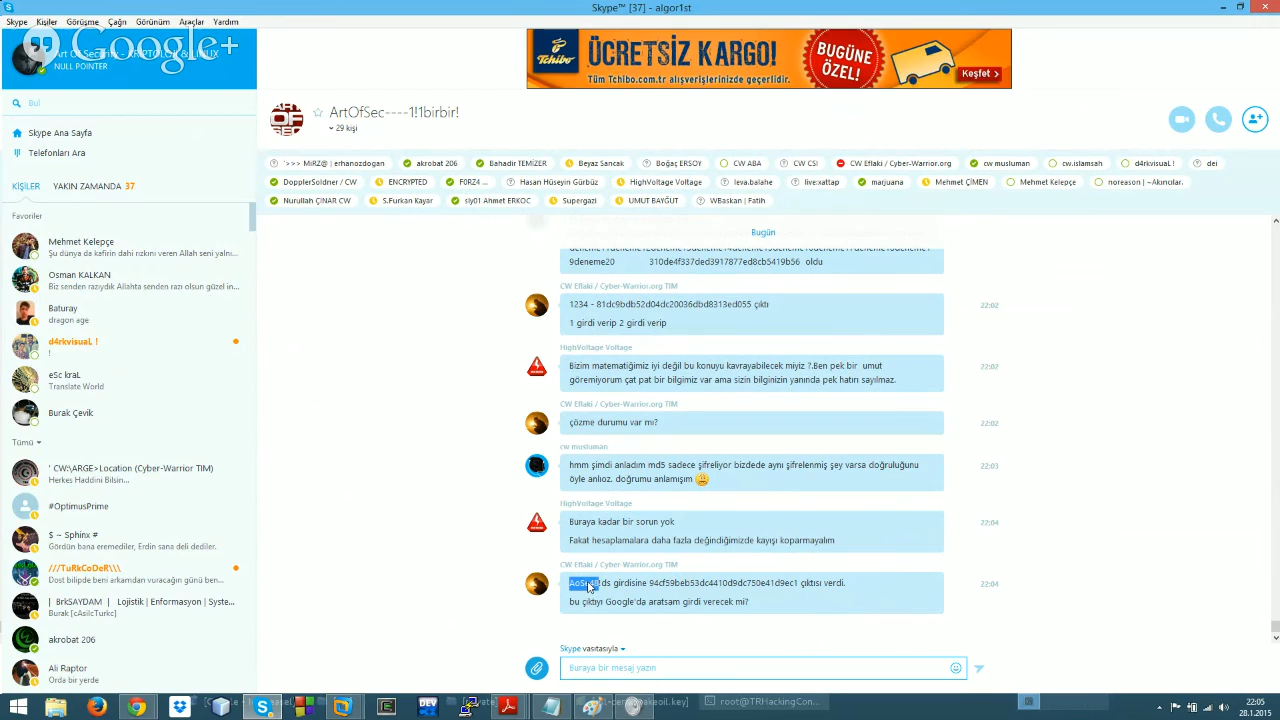 Skype™ [37] - algor1st
Skype Kişiler Görüşme Çağrı Görünüm Araçlar Yardım
Google+
Art Of Sec
NULL POINTER
Tchibo
ÜCRETSİZ KARGO!
Tüm Tchibo.com.tr alışverişlerinizde geçerlidir.
BUGÜNE
ÖZEL!
Keşfet >
Bul
Skype Ana Sayfa
Telefonları Ara
KİŞİLER YAKIN ZAMANDA 37
Favoriler
Mehmet Kelepçe
Şu dünya da kafirin dahi rızkını veren Allah seni yalnı...
Osman KALKAN
Biz senden razıydık Allahta senden razı olsun güzel in...
Baturay
dragon age
d4rkvisuaL !
!
eSc kraL
Translate World
Burak Çevik
Tümü
' CW:\ARGE>Location (Cyber-Warrior TIM)
Herkes Haddini Bilsin...
#OptimusPrime
$ ~ Sphinx #
Gördün bana eremediler, Erdin sana deli dediler.
///TuRkCoDeR\\\
Dost bilipde beni arkamdan vuracağın günü ben...
| BrkSAYDAM | Lojistik | Enformasyon | Syste...
Burak [cAsilcTurkc]
akrobat 206
Ali Raptor
Orda bir yerde
ArtOfSec----1!1birbir!
29 kişi
`>>> MiRZ@ | erhanozdogan akrobat 206 Bahadir TEMİZER Beyaz Sancak Boğaç ERSOY CW ABA CW CSI CW Eflaki / Cyber-Warrior.org cw musluman cw.islamsah d4rkvisuaL ! dei
DopplerSoldner / CW ENCRYPTED F0RZ4 ... Hasan Hüseyin Gürbüz HighVoltage Voltage leva.balahe live:xattap marjuana Mehmet ÇİMEN Mehmet Kelepçe noreason | ~Akıncılar.
Nurullah ÇINAR CW S.Furkan Kayar siy01 Ahmet ERKOC Supergazi UMUT BAYĞUT WBaskan | Fatih
Bugün
9deneme20 310de4f337ded3917877ed8cb5419b56 oldu
CW Eflaki / Cyber-Warrior.org TIM
1234 - 81dc9bdb52d04dc20036dbd8313ed055 çıktı 22:02
1 girdi verip 2 girdi verip
HighVoltage Voltage
Bizim matematiğimiz iyi değil bu konuyu kavrayabilecek miyiz ?.Ben pek bir umut 22:02
göremiyorum çat pat bir bilgimiz var ama sizin bilginizin yanında pek hatırı sayılmaz.
CW Eflaki / Cyber-Warrior.org TIM
çözme durumu var mı? 22:02
cw musluman
hmm şimdi anladım md5 sadece şifreliyor bizdede aynı şifrelenmiş şey varsa doğruluğunu 22:03
öyle anlıoz. doğrumu anlamışım
HighVoltage Voltage
Buraya kadar bir sorun yok 22:04
Fakat hesaplamalara daha fazla değindiğimizde kayışı koparmayalım
CW Eflaki / Cyber-Warrior.org TIM
ds girdisine 94cf59beb53dc4410d9dc750e41d9ec1 çıktısı verdi. 22:04
bu çıktıyı Google'da aratsam girdi verecek mi?
Skype vasıtasıyla
Buraya bir mesaj yazın
root@TRHackingCon...
22:05
28.1.2015